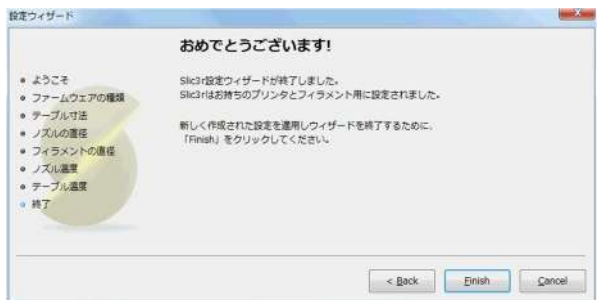 設定ウィザード
おめでとうございます!
ようこそ
ファームウェアの種類
テーブル寸法
ノズルの直径
フィラメントの直径
ノズル温度
テーブル温度
終了
Slic3r設定ウィザードが終了しました。
Slic3rはお持ちのプリンタとフィラメント用に設定されました。
新しく作成された設定を適用しウィザードを終了するために、
「Finish」をクリックしてください。
< Back
Finish
Cancel